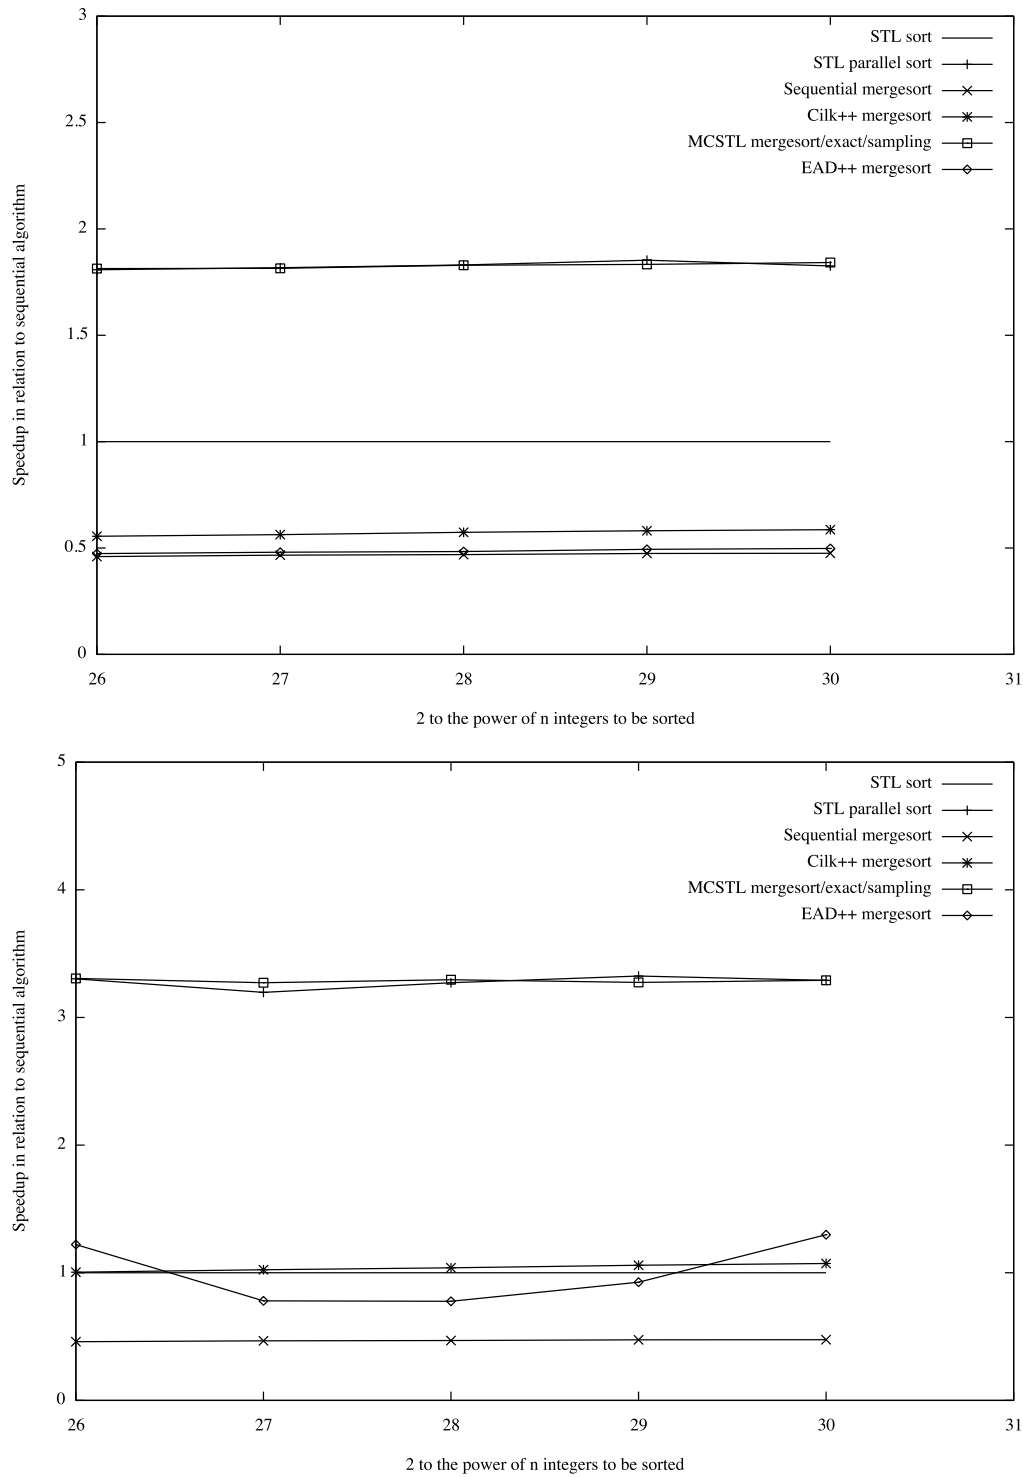 3
2.5
2
1.5
1
0.5
0
Speedup in relation to sequential algorithm
STL sort
STL parallel sort
Sequential mergesort
Cilk++ mergesort
MCSTL mergesort/exact/sampling
EAD++ mergesort
26 27 28 29 30 31
2 to the power of n integers to be sorted
5
4
3
2
1
0
Speedup in relation to sequential algorithm
STL sort
STL parallel sort
Sequential mergesort
Cilk++ mergesort
MCSTL mergesort/exact/sampling
EAD++ mergesort
26 27 28 29 30 31
2 to the power of n integers to be sorted